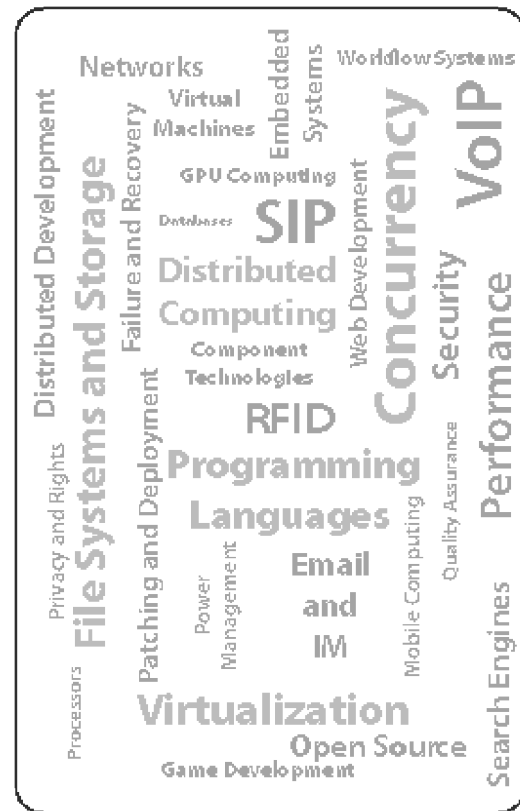 Networks
Virtual
Machines
Embedded
Systems
Workflow Systems
VoIP
Concurrency
GPU Computing
Databases
SIP
Distributed Development
File Systems and Storage
Failure and Recovery
Distributed
Computing
Web Development
Security
Performance
Component
Technologies
RFID
Programming
Languages
Patching and Deployment
Privacy and Rights
Power
Management
Email
and
IM
Mobile Computing
Quality Assurance
Processors
Virtualization
Open Source
Game Development
Search Engines